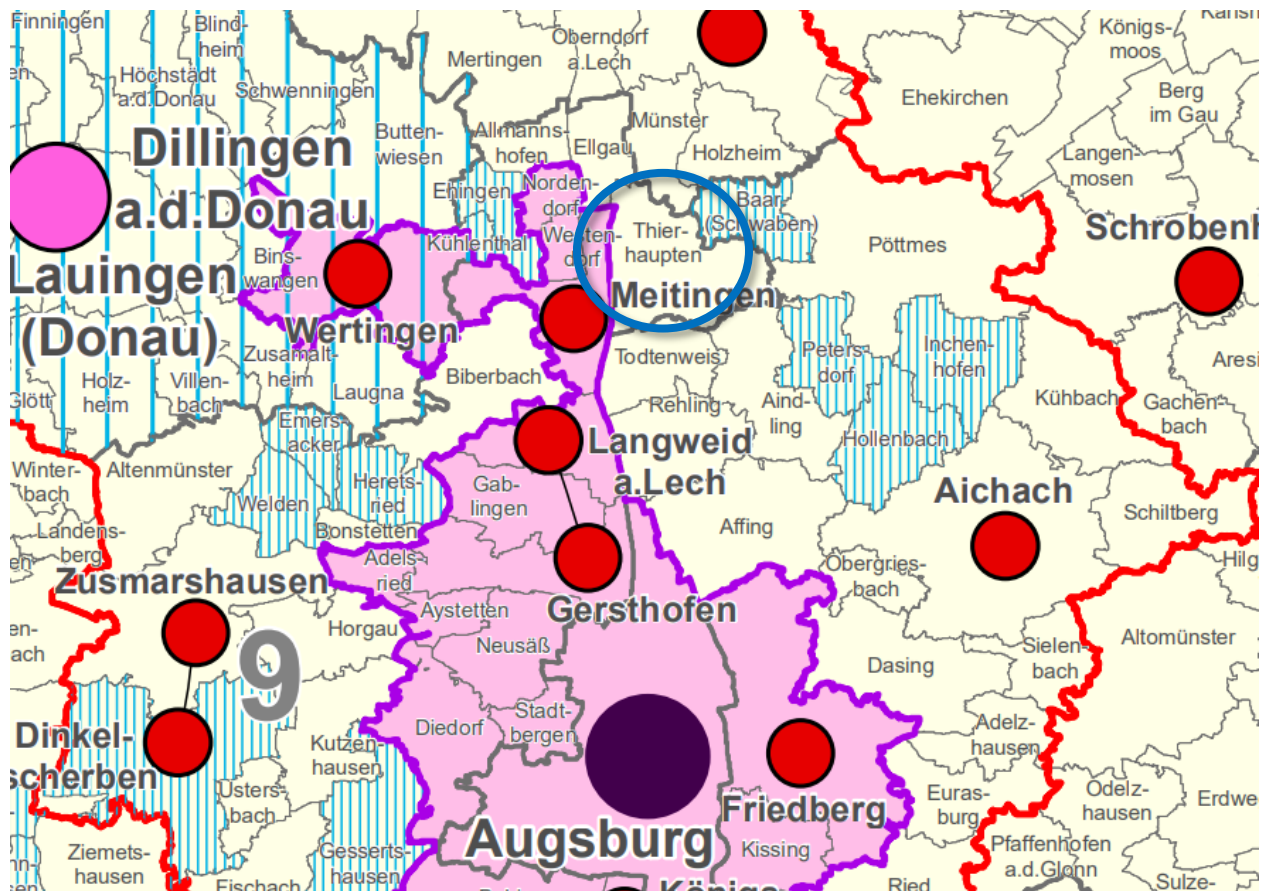 Finningen
Blind-
heim
Oberndorf
a.Lech
Königs-
moos
Mertingen
Höchstädt
a.d.Donau
Schwenningen
Ehekirchen
Berg
im Gau
Butten-
wiesen
Allmanns-
hofen
Ellgau
Münster
Holzheim
Langen-
mosen
Dillingen
a.d.Donau
Ehingen
Norden-
dorf
Baar
(Schwaben)
Thier-
haupten
Pöttmes
Schrobenh
Lauingen
(Donau)
Bins-
wangen
Kühlenthal
Westen-
dorf
Meitingen
Wertingen
Zusamalt-
heim
Todtenweis
Peters-
dorf
Inchen-
hofen
Aresi
Holz-
heim
Villen-
bach
Laugna
Biberbach
Rehling
Aind-
ling
Kühbach
Gachen-
bach
Glött
Emers-
acker
Langweid
a.Lech
Hollenbach
Winter-
bach
Altenmünster
Welden
Herets-
ried
Gab-
lingen
Aichach
Schiltberg
Landens-
berg
Bonstetten
Affing
Adels-
ried
Obergries-
bach
Hilg
Zusmarshausen
Aystetten
Gersthofen
en-
ach
Horgau
Neusäß
Sielen-
bach
Altomünster
9
Dasing
Dinkel-
scherben
Kutzen-
hausen
Diedorf
Stadt-
bergen
Adelz-
hausen
Usters-
bach
Friedberg
Euras-
burg
Odelz-
hausen
Erdwe
Augsburg
Kissing
Ziemets-
hausen
Gesserts-
hausen
Pfaffenhofen
a.d.Glonn
Fischach
Königs
Ried
Sulze-